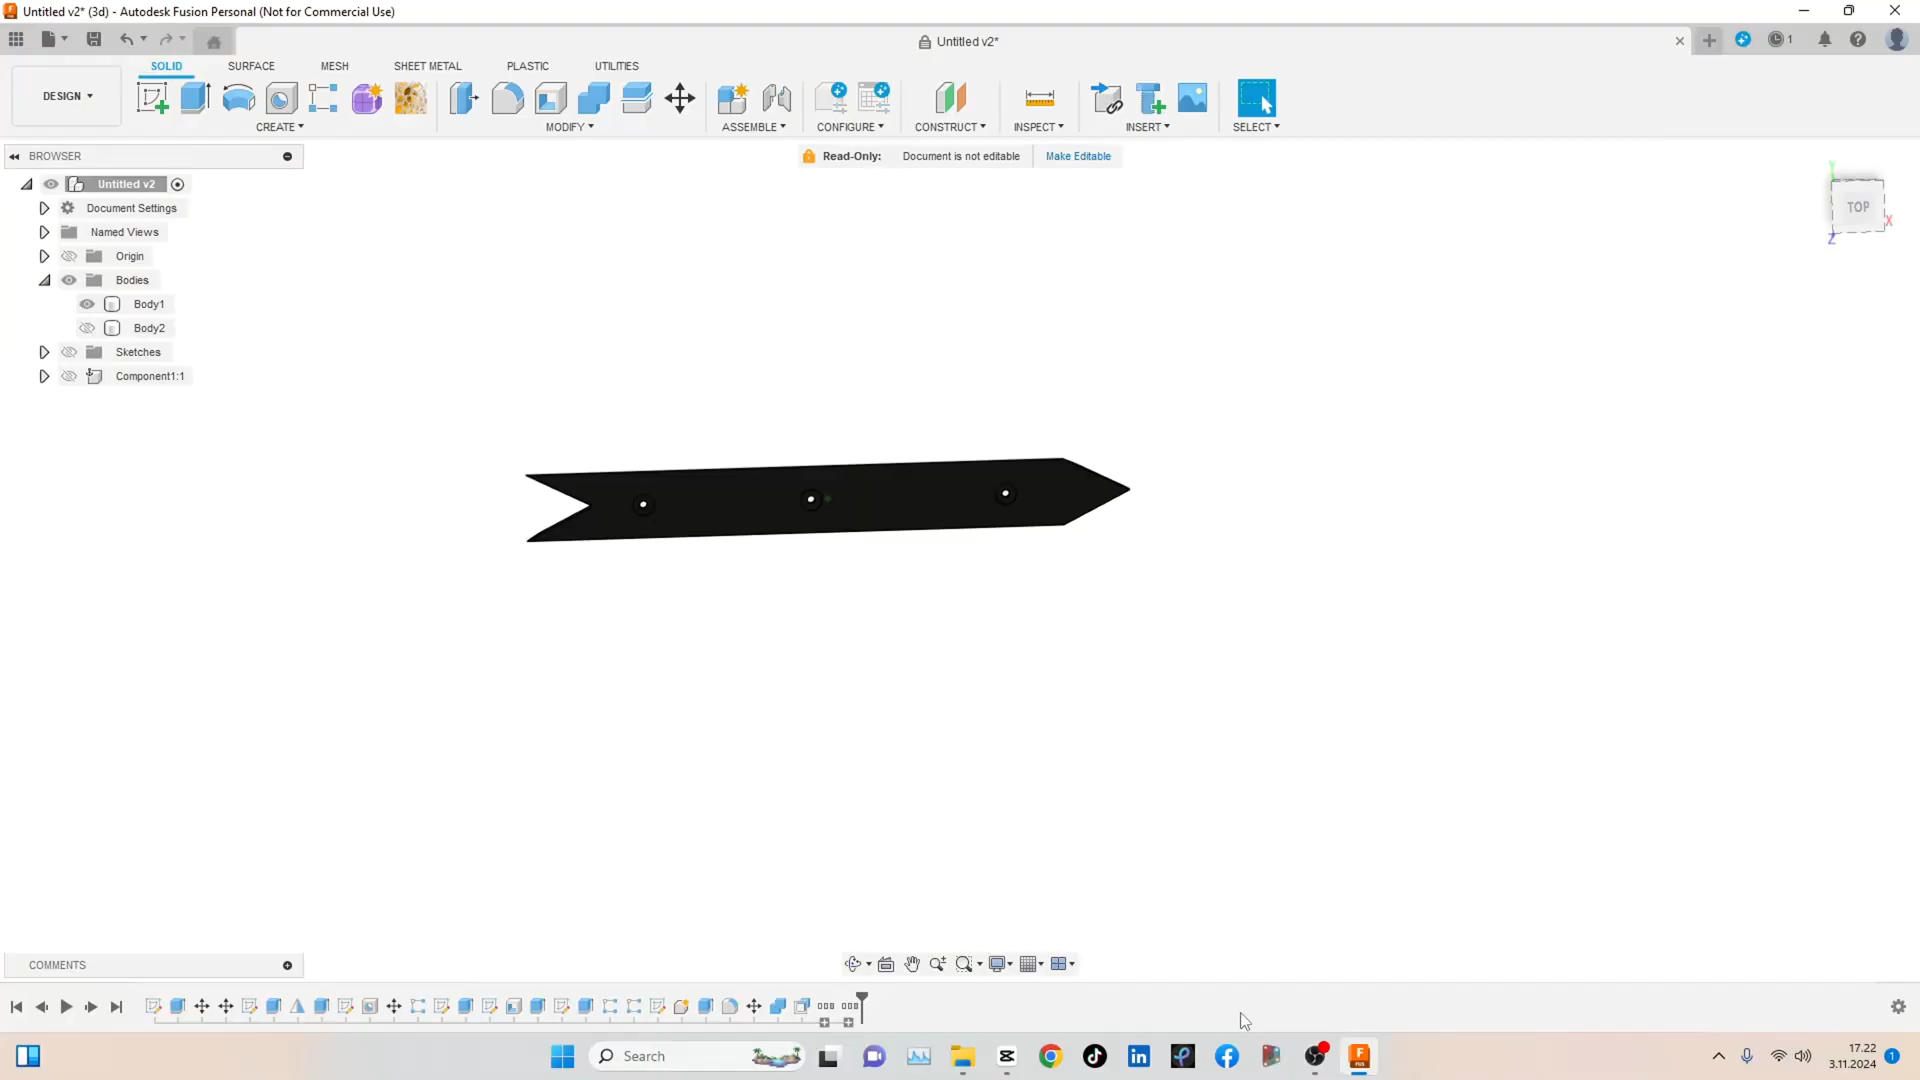 Untitled v2* (3d) - Autodesk Fusion Personal (Not for Commercial Use)
Untitled v2*
1
DESIGN
SOLID SURFACE MESH SHEET METAL PLASTIC UTILITIES
CREATE MODIFY ASSEMBLE CONFIGURE CONSTRUCT INSPECT INSERT SELECT
BROWSER
Read-Only: Document is not editable Make Editable
Untitled v2
Document Settings
Named Views
Origin
Bodies
Body1
Body2
Sketches
Component1:1
Y
TOP
X
Z
COMMENTS
Search
17.22
3.11.2024
1